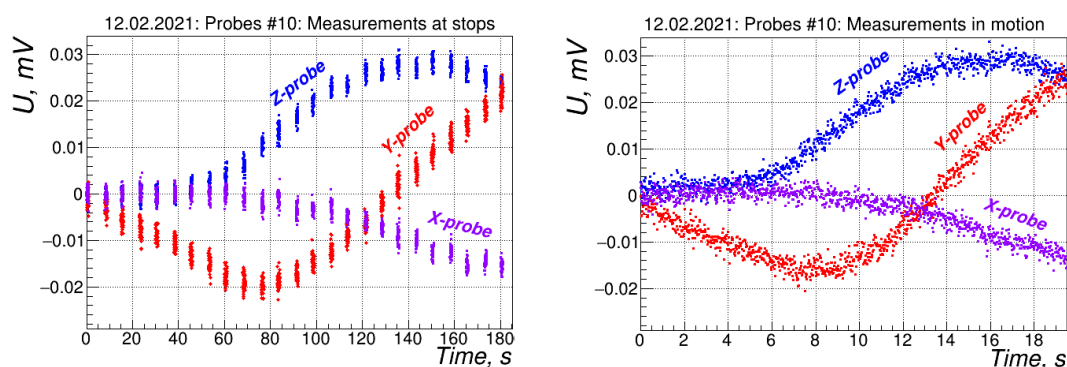 12.02.2021: Probes #10: Measurements at stops
U, mV
0.03
0.02
0.01
0
−0.01
−0.02
Z-probe
Y-probe
X-probe
0 20 40 60 80 100 120 140 160 180
Time, s
12.02.2021: Probes #10: Measurements in motion
U, mV
0.03
0.02
0.01
0
−0.01
−0.02
Z-probe
Y-probe
X-probe
0 2 4 6 8 10 12 14 16 18
Time, s